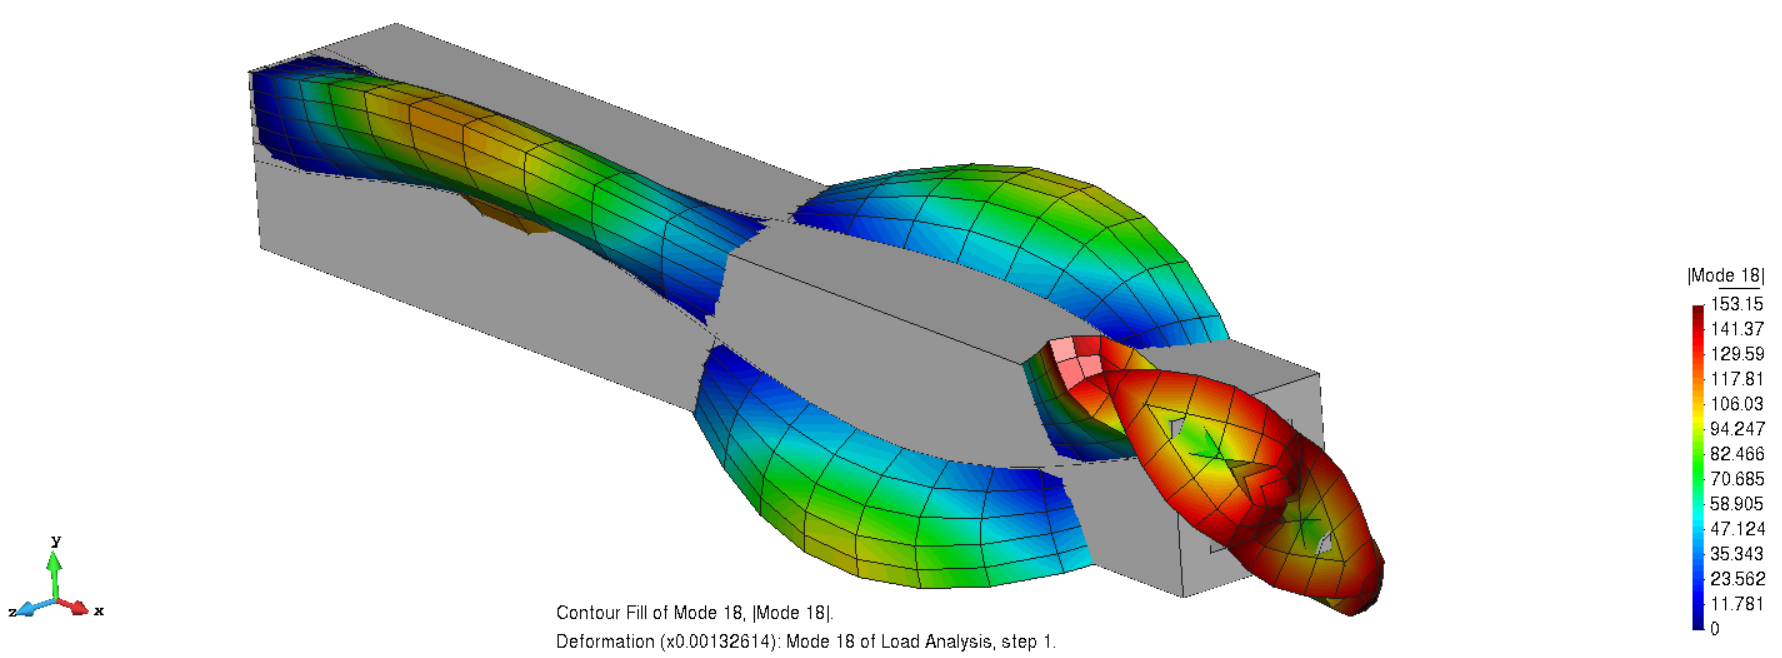 |Mode 18|
153.15
141.37
129.59
117.81
106.03
94.247
82.466
70.685
58.905
47.124
35.343
23.562
11.781
0
y
z x
Contour Fill of Mode 18, |Mode 18|.
Deformation (x0.00132614): Mode 18 of Load Analysis, step 1.